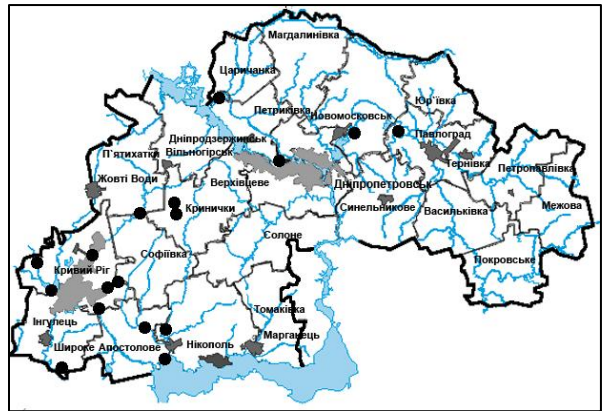 Магдалинівка
Царичанка
Петриківка
Новомосковськ
Юр'ївка
Дніпродзержинськ
Павлоград
П'ятихатки
Вільногірськ
Тернівка
Петропавлівка
Жовті Води
Верхівцеве
Дніпропетровськ
Кринички
Синельникове
Васильківка
Межова
Софіївка
Солоне
Покровське
Кривий Ріг
Томаківка
Інгулець
Широке
Апостолове
Нікополь
Марганець